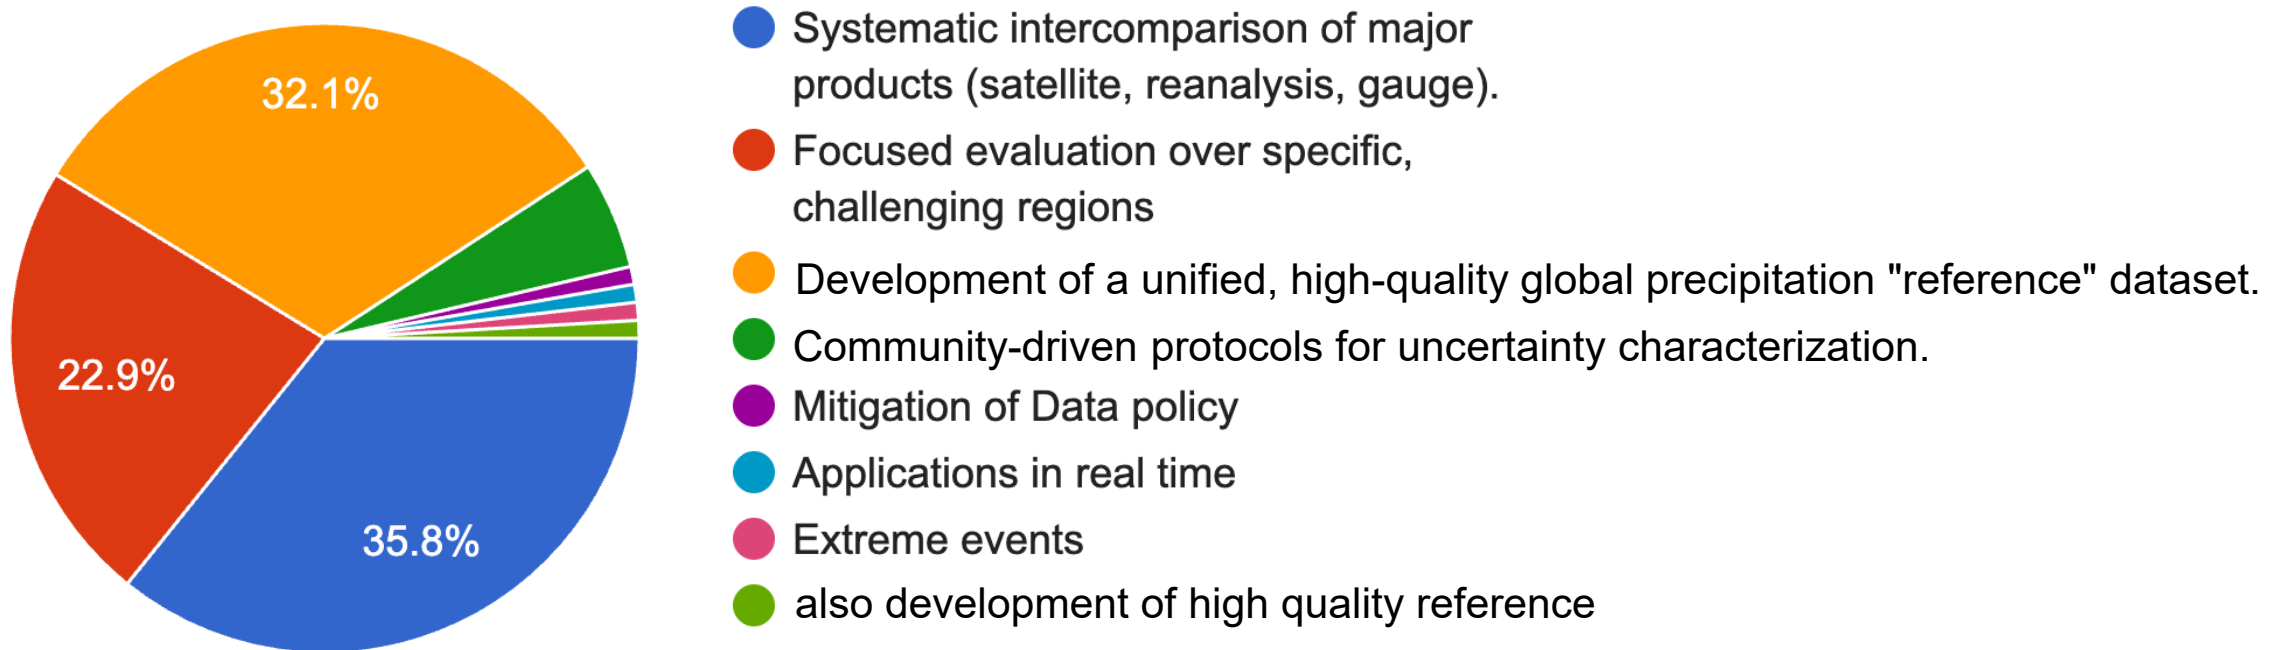 32.1%
22.9%
35.8%
Systematic intercomparison of major
products (satellite, reanalysis, gauge).
Focused evaluation over specific,
challenging regions
Development of a unified, high-quality global precipitation "reference" dataset.
Community-driven protocols for uncertainty characterization.
Mitigation of Data policy
Applications in real time
Extreme events
also development of high quality reference